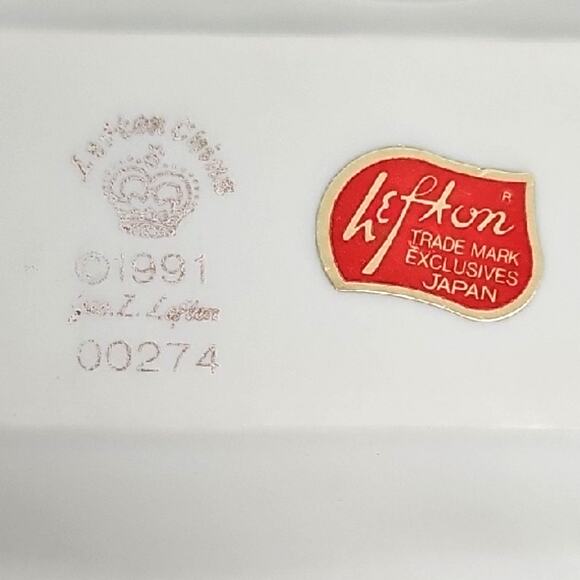 Lefton China
©1991
Geo. Z. Lefton
00274
Lefton ®
TRADE MARK
EXCLUSIVES
JAPAN